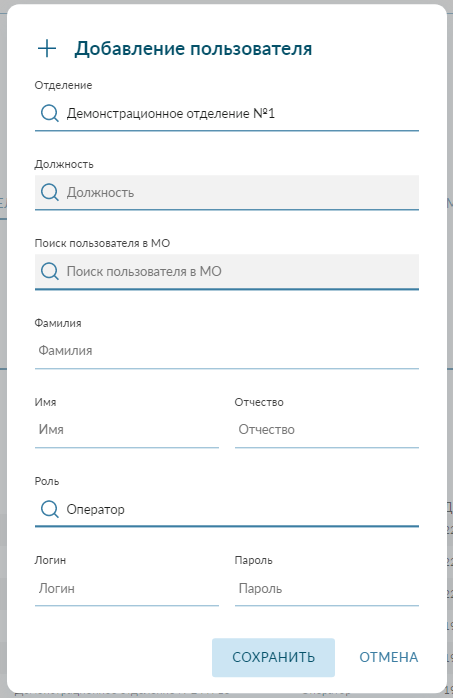 Добавление пользователя
Отделение
Демонстрационное отделение №1
Должность
Должность
Поиск пользователя в МО
Поиск пользователя в МО
Фамилия
Фамилия
Имя Отчество
Имя Отчество
Роль
Оператор
Логин Пароль
Логин Пароль
СОХРАНИТЬ ОТМЕНА